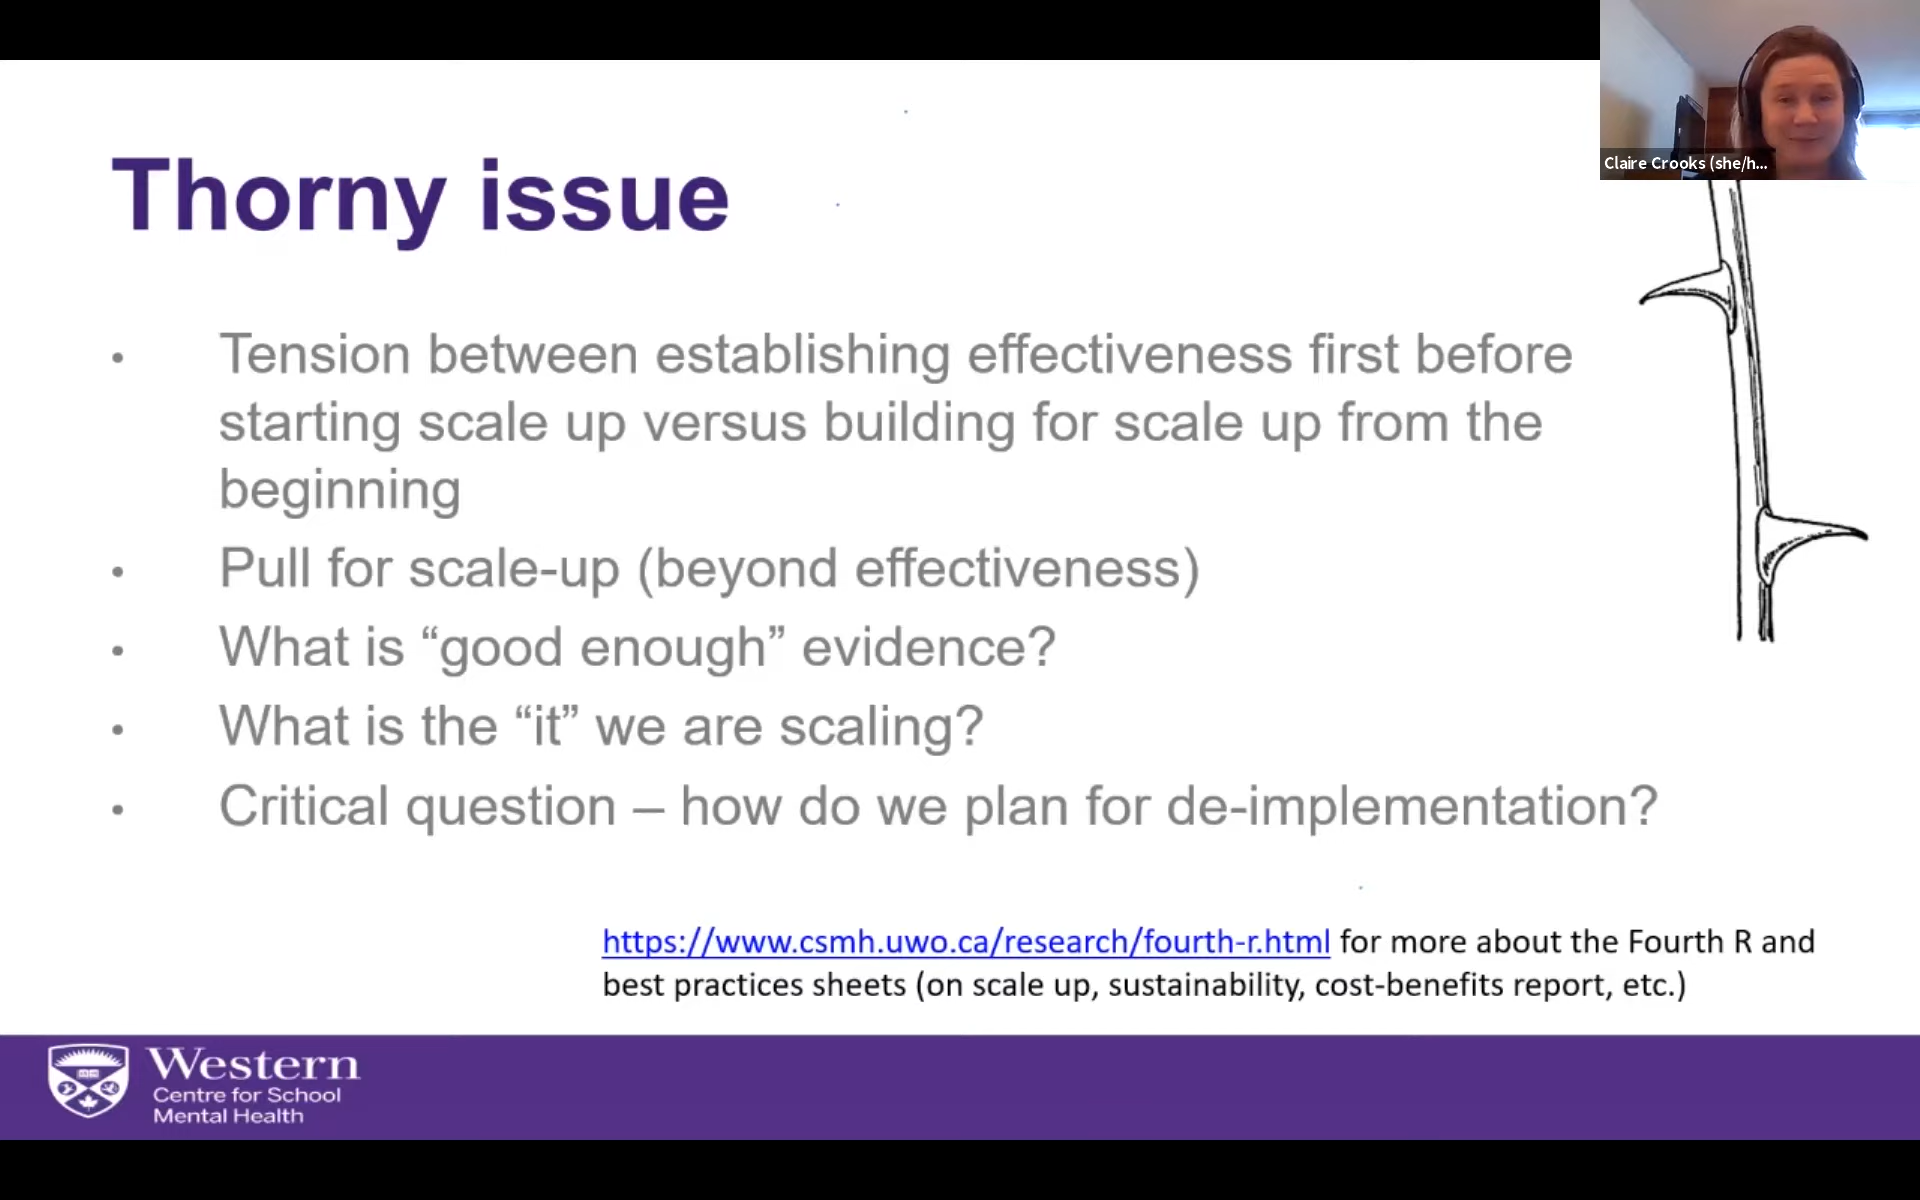 Claire Crooks (she/h...
Thorny issue
• Tension between establishing effectiveness first before
starting scale up versus building for scale up from the
beginning
• Pull for scale-up (beyond effectiveness)
• What is “good enough” evidence?
• What is the “it” we are scaling?
• Critical question – how do we plan for de-implementation?
https://www.csmh.uwo.ca/research/fourth-r.html for more about the Fourth R and
best practices sheets (on scale up, sustainability, cost-benefits report, etc.)
Western
Centre for School
Mental Health